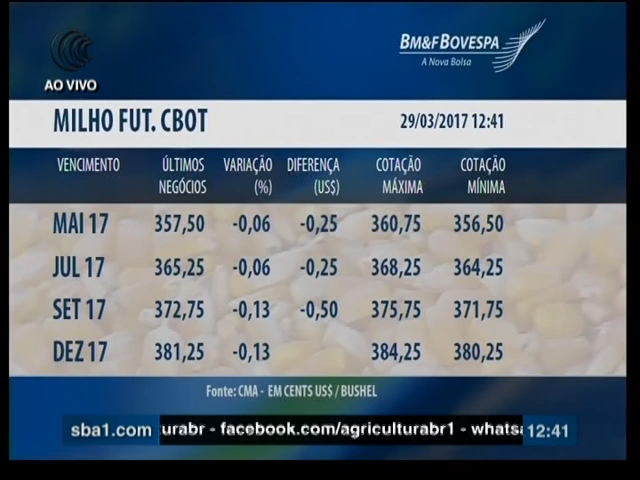 BM&FBOVESPA
A Nova Bolsa
AO VIVO
MILHO FUT. CBOT 29/03/2017 12:41
VENCIMENTO ÚLTIMOS NEGÓCIOS VARIAÇÃO (%) DIFERENÇA (US$) COTAÇÃO MÁXIMA COTAÇÃO MÍNIMA
MAI 17 357,50 -0,06 -0,25 360,75 356,50
JUL 17 365,25 -0,06 -0,25 368,25 364,25
SET 17 372,75 -0,13 -0,50 375,75 371,75
DEZ 17 381,25 -0,13 384,25 380,25
Fonte: CMA - EM CENTS US$ / BUSHEL
sba1.com urabr - facebook.com/agriculturabr1 - whatsa 12:41